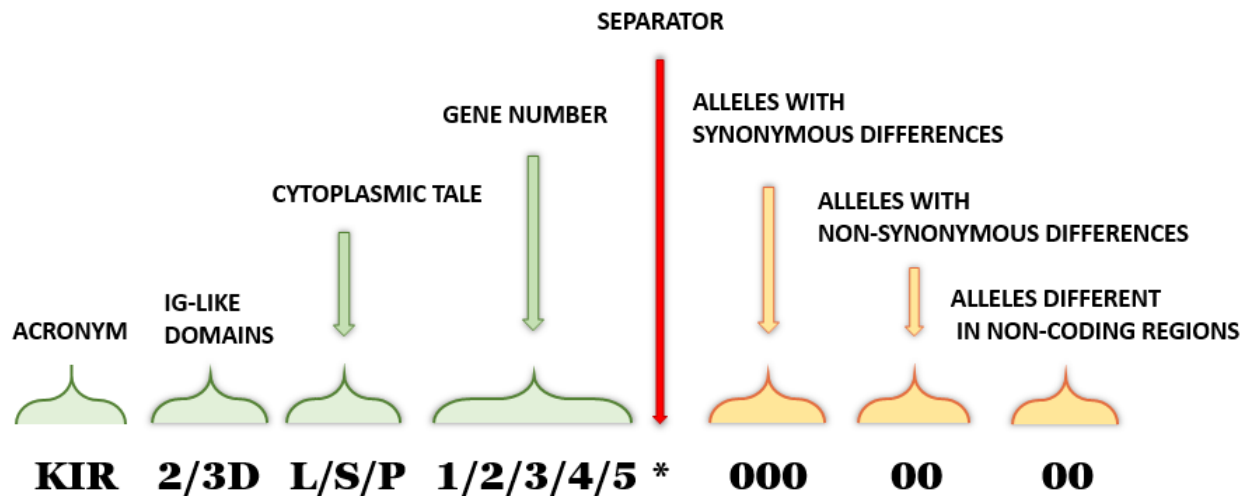 SEPARATOR
GENE NUMBER
CYTOPLASMIC TALE
IG-LIKE
DOMAINS
ACRONYM
ALLELES WITH
SYNONYMOUS DIFFERENCES
ALLELES WITH
NON-SYNONYMOUS DIFFERENCES
ALLELES DIFFERENT
IN NON-CODING REGIONS
KIR 2/3D L/S/P 1/2/3/4/5 * 000 00 00